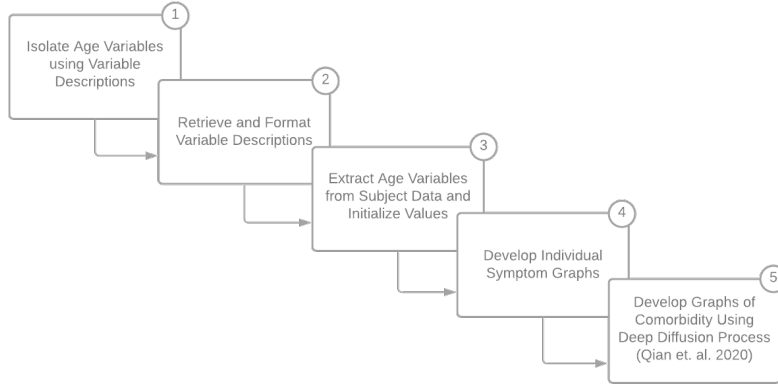 1
Isolate Age Variables
using Variable
Descriptions
2
Retrieve and Format
Variable Descriptions
3
Extract Age Variables
from Subject Data and
Initialize Values
4
Develop Individual
Symptom Graphs
5
Develop Graphs of
Comorbidity Using
Deep Diffusion Process
(Qian et. al. 2020)